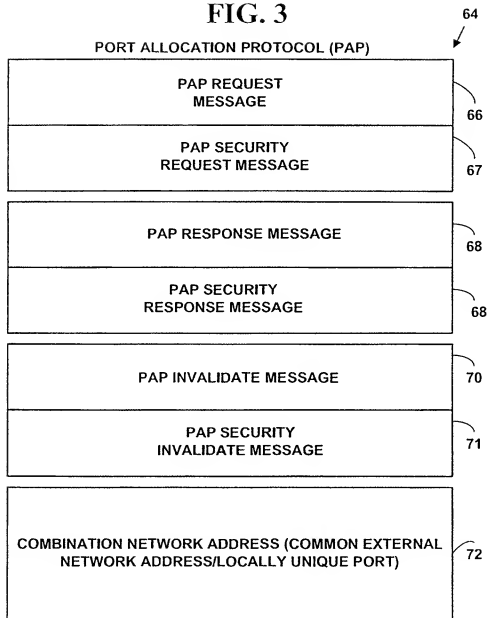 FIG. 3
64
PORT ALLOCATION PROTOCOL (PAP)
PAP REQUEST
MESSAGE
66
PAP SECURITY
REQUEST MESSAGE
67
PAP RESPONSE MESSAGE
68
PAP SECURITY
RESPONSE MESSAGE
68
PAP INVALIDATE MESSAGE
70
PAP SECURITY
INVALIDATE MESSAGE
71
COMBINATION NETWORK ADDRESS (COMMON EXTERNAL
NETWORK ADDRESS/LOCALLY UNIQUE PORT)
72